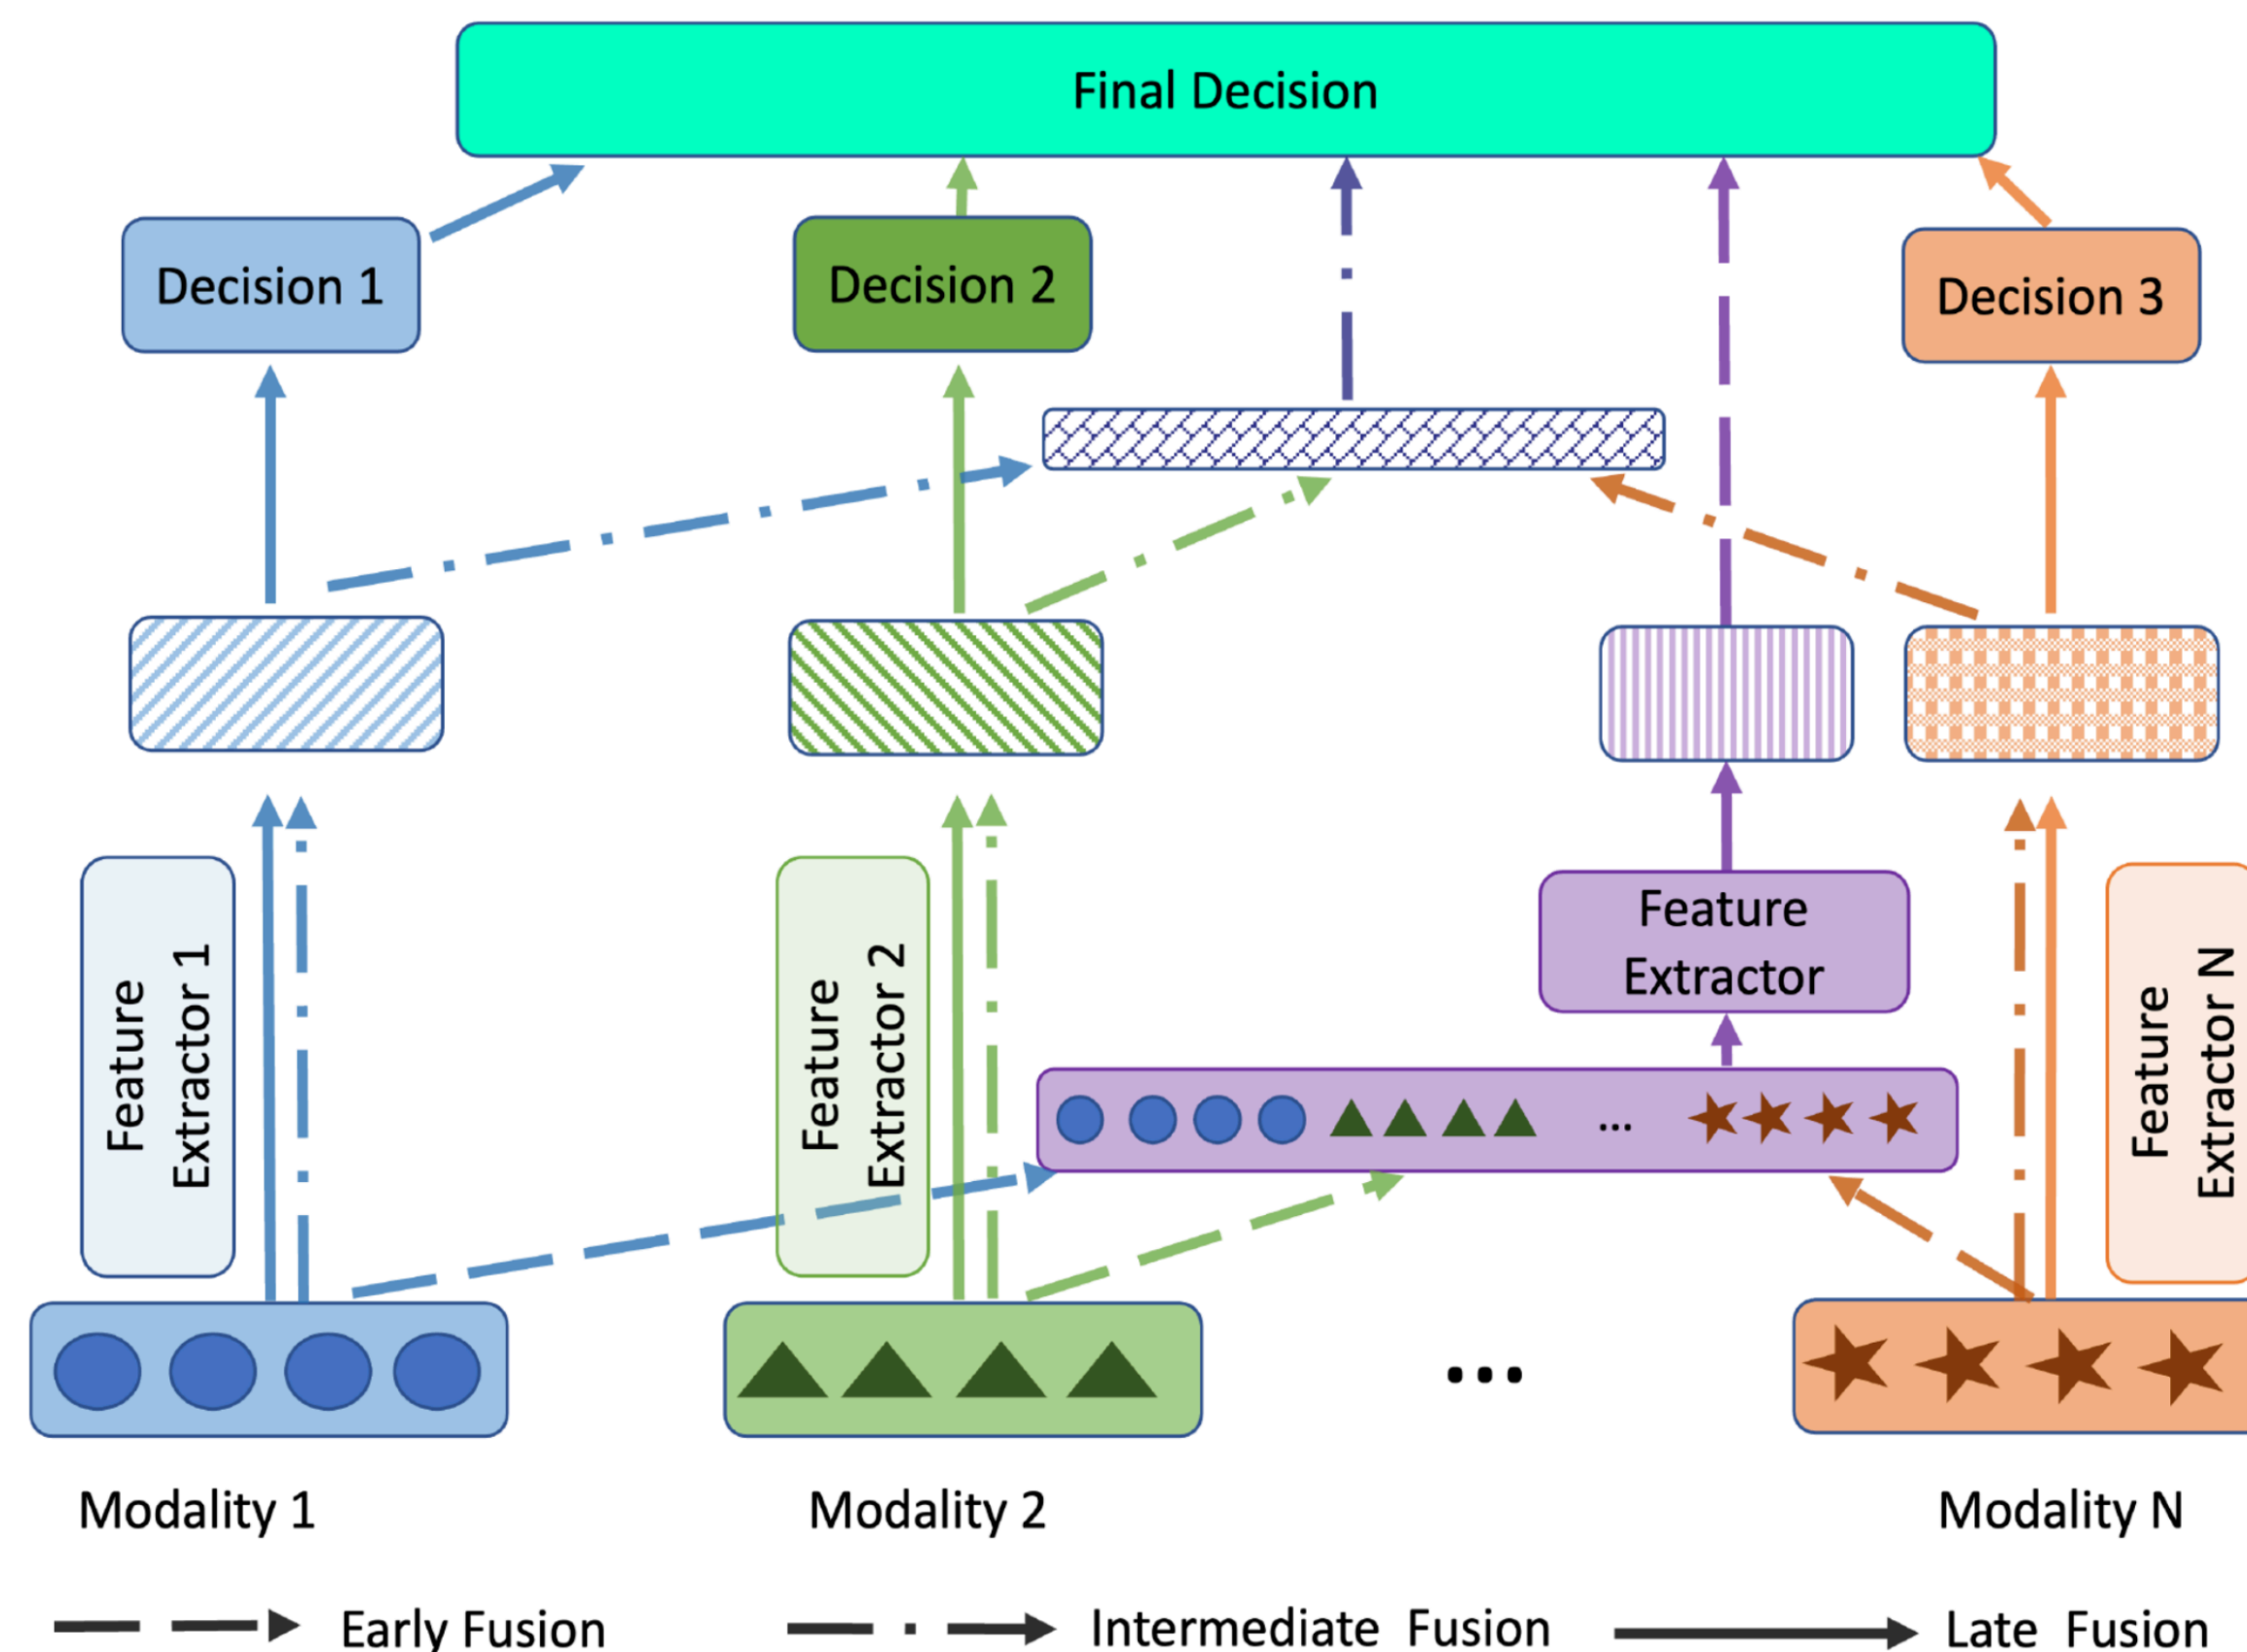 Final Decision
Decision 1
Decision 2
Decision 3
Feature
Extractor 1
Feature
Extractor 2
Feature
Extractor
Feature
Extractor N
...
...
Modality 1
Modality 2
Modality N
Early Fusion
Intermediate Fusion
Late Fusion